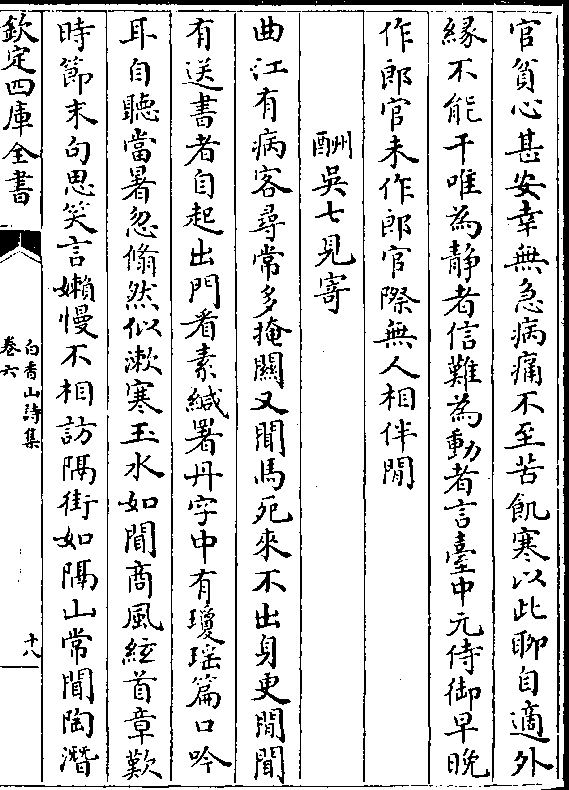 官貧心甚安幸無急病痛不至苦飢寒以此聊自適外
緣不能干唯為靜者信難為動者言臺中元侍御早晚
作郎官未作郎官際無人相伴閒
酬吳七見寄
曲江有病客尋常多掩關又聞馬死來不出身更閒聞
有送書者自起出門看素緘署丹字中有瓊瑤篇口吟
耳自聽當暑忽翛然似漱寒玉水如聞商風絃首章歎
時節末句思笑言嬾慢不相訪隔街如隔山常聞陶潛
欽定四庫全書
白香山詩集
卷六
十八